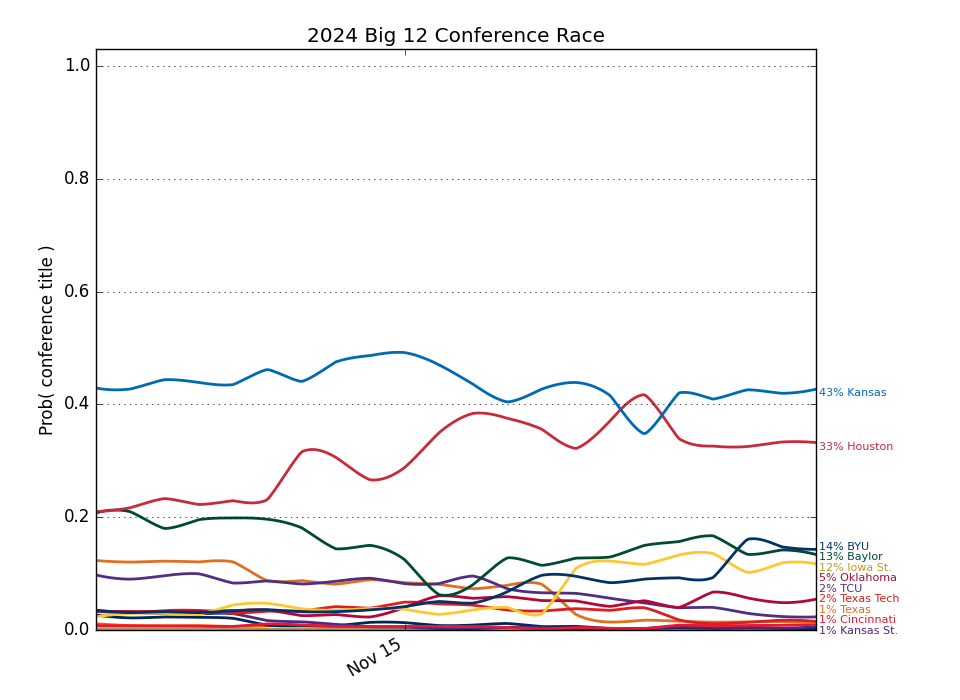 2024 Big 12 Conference Race
Prob( conference title )
1.0
0.8
0.6
0.4
0.2
0.0
Nov 15
43% Kansas
33% Houston
14% BYU
13% Baylor
12% Iowa St.
5% Oklahoma
2% TCU
2% Texas Tech
1% Texas
1% Cincinnati
1% Kansas St.